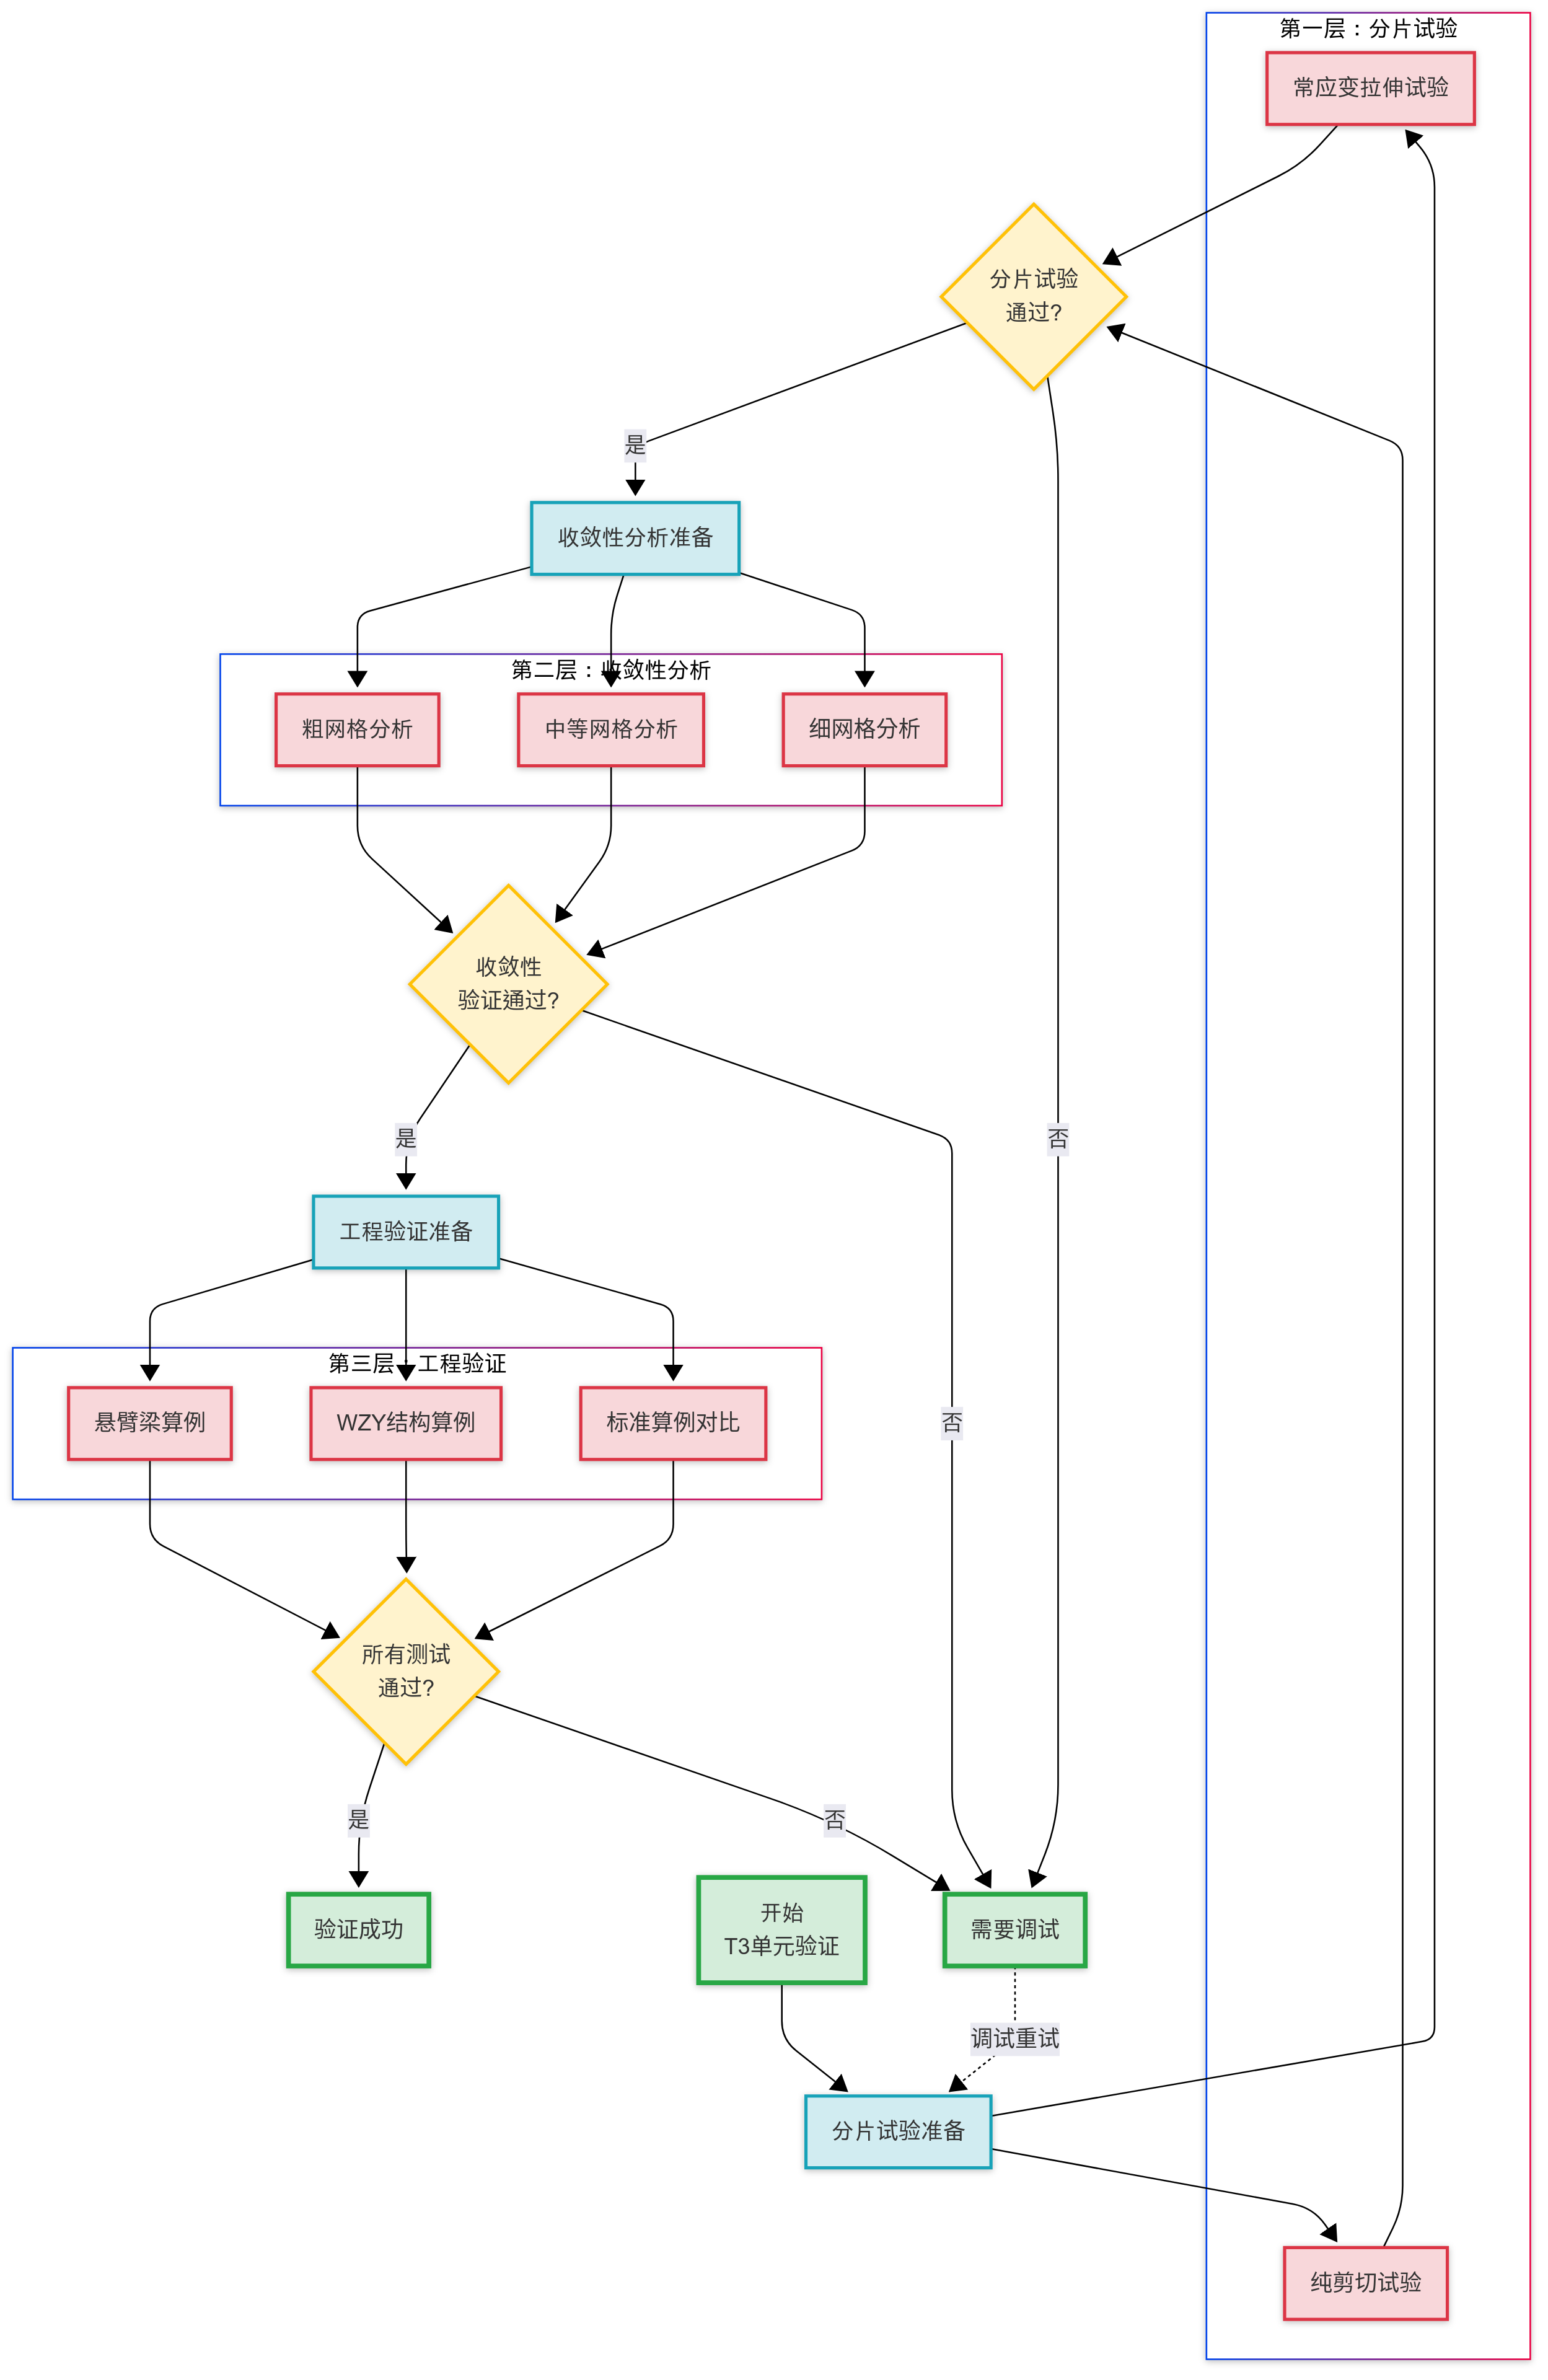 第一层：分片试验
常应变拉伸试验
分片试验
通过?
是
收敛性分析准备
第二层：收敛性分析
粗网格分析
中等网格分析
细网格分析
收敛性
验证通过?
是
否
工程验证准备
第三层：工程验证
悬臂梁算例
WZY结构算例
标准算例对比
否
所有测试
通过?
是
否
验证成功
开始
T3单元验证
需要调试
调试重试
分片试验准备
纯剪切试验